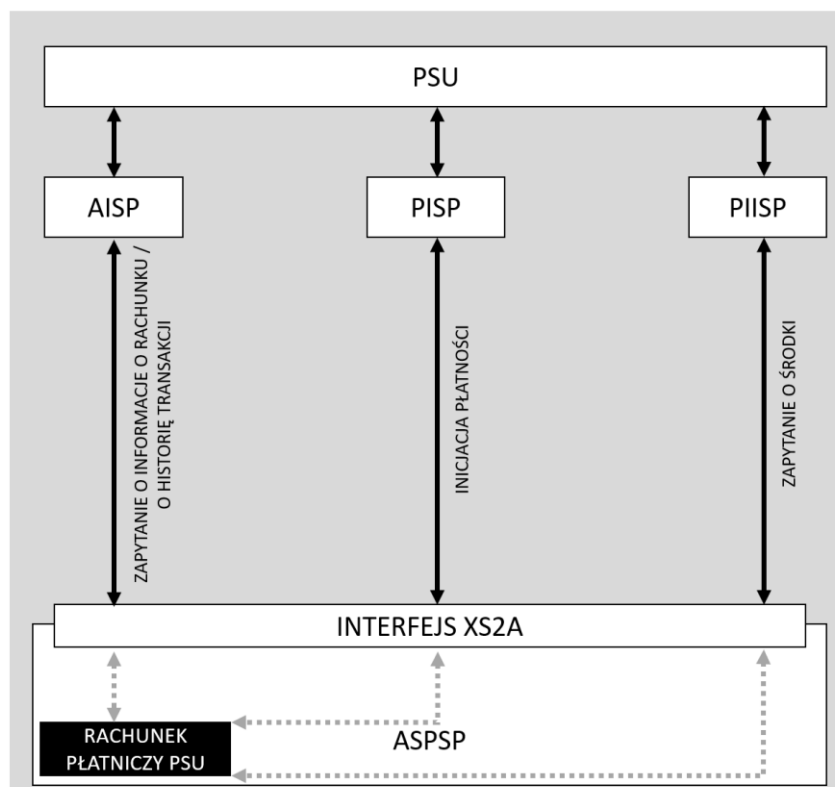 PSU
AISP
PISP
PIISP
ZAPYTANIE O INFORMACJE O RACHUNKU /
O HISTORIĘ TRANSAKCJI
INICJACJA PŁATNOŚCI
ZAPYTANIE O ŚRODKI
INTERFEJS XS2A
RACHUNEK
PŁATNICZY PSU
ASPSP